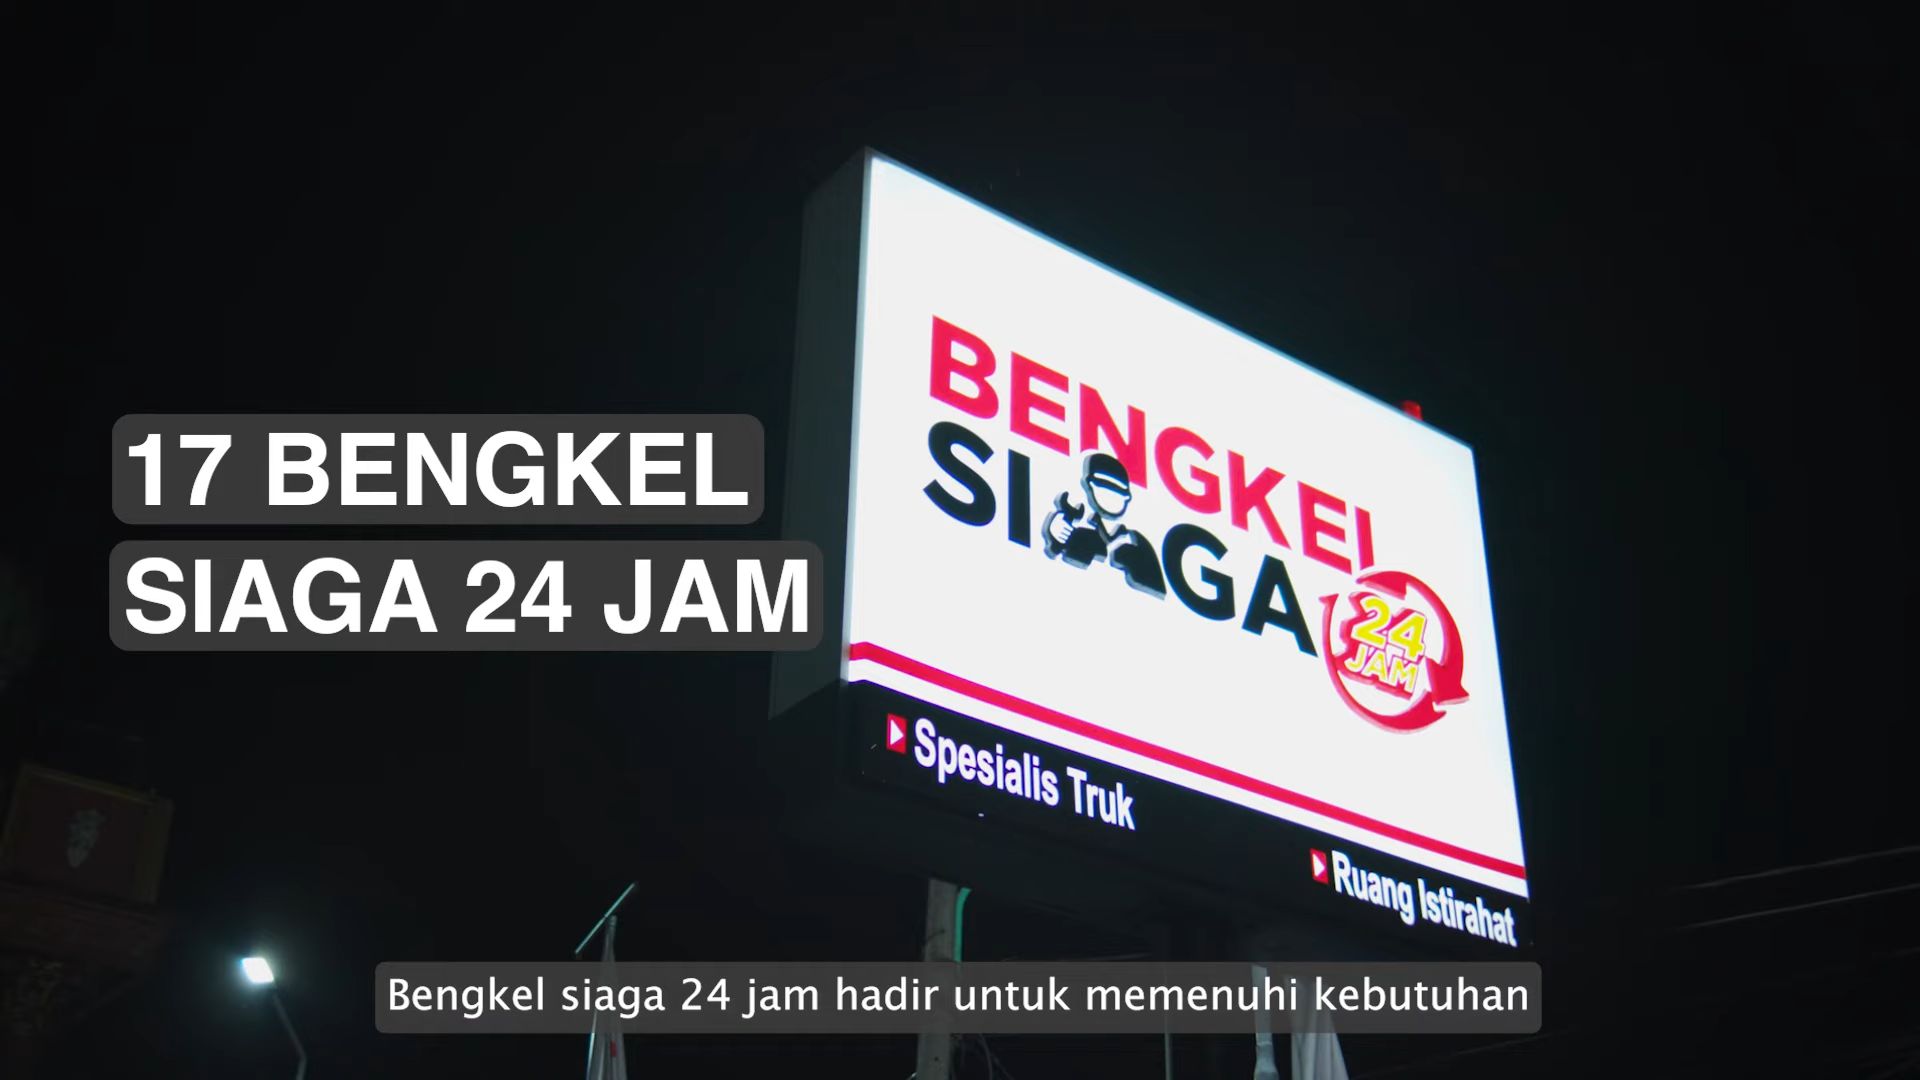 17 BENGKEL
SIAGA 24 JAM
BENGKEL
SIAGA
24
JAM
Spesialis Truk
Ruang Istirahat
Bengkel siaga 24 jam hadir untuk memenuhi kebutuhan